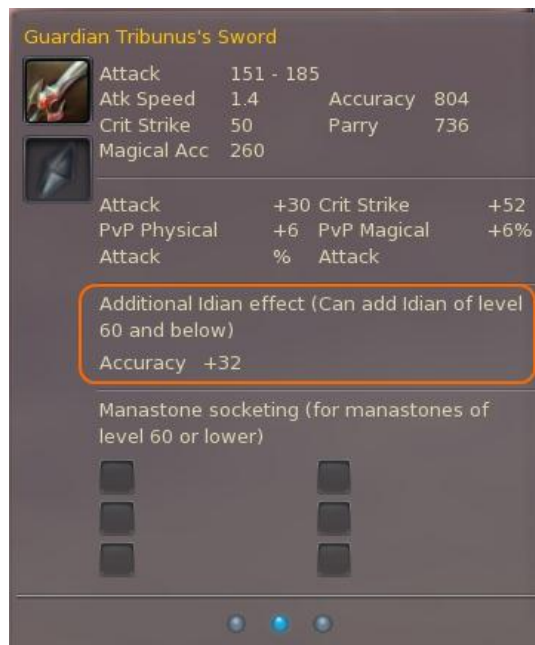 Guardian Tribunus's Sword
Attack 151 - 185
Atk Speed 1.4 Accuracy 804
Crit Strike 50 Parry 736
Magical Acc 260
Attack +30 Crit Strike +52
PvP Physical +6 PvP Magical +6%
Attack % Attack
Additional Idian effect (Can add Idian of level
60 and below)
Accuracy +32
Manastone socketing (for manastones of
level 60 or lower)